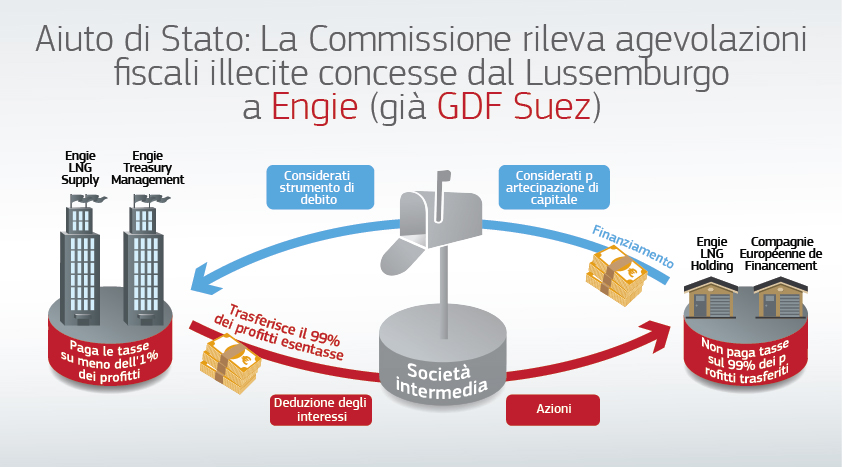 Aiuto di Stato: La Commissione rileva agevolazioni
fiscali illecite concesse dal Lussemburgo
a Engie (già GDF Suez)
Engie
LNG
Supply
Engie
Treasury
Management
Considerati
strumento di
debito
Considerati p
artecipazione di
capitale
Finanziamento
Engie
LNG
Holding
Compagnie
Européenne de
Financement
Paga le tasse
su meno dell'1%
dei profitti
Trasferisce il 99%
dei profitti esentasse
Società
intermedia
Non paga tasse
sul 99% dei p
rofitti trasferiti
Deduzione degli
interessi
Azioni